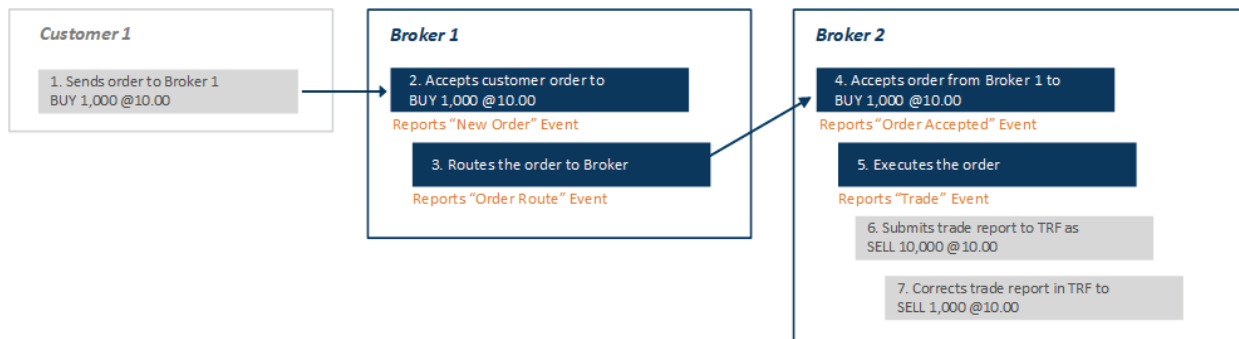 Customer 1
1. Sends order to Broker 1
BUY 1,000 @10.00
Broker 1
2. Accepts customer order to
BUY 1,000 @10.00
Reports “New Order” Event
3. Routes the order to Broker
Reports “Order Route” Event
Broker 2
4. Accepts order from Broker 1 to
BUY 1,000 @10.00
Reports “Order Accepted” Event
5. Executes the order
Reports “Trade” Event
6. Submits trade report to TRF as
SELL 10,000 @10.00
7. Corrects trade report in TRF to
SELL 1,000 @10.00